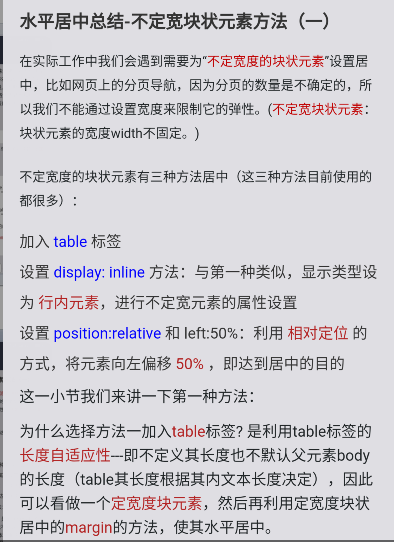 水平居中总结-不定宽块状元素方法（一）
在实际工作中我们会遇到需要为“不定宽度的块状元素”设置居
中，比如网页上的分页导航，因为分页的数量是不确定的，所
以我们不能通过设置宽度来限制它的弹性。(不定宽块状元素：
块状元素的宽度width不固定。)
不定宽度的块状元素有三种方法居中（这三种方法目前使用的
都很多）：
加入 table 标签
设置 display: inline 方法：与第一种类似，显示类型设
为 行内元素，进行不定宽元素的属性设置
设置 position:relative 和 left:50%：利用 相对定位 的
方式，将元素向左偏移 50% ，即达到居中的目的
这一小节我们来讲一下第一种方法：
为什么选择方法一加入table标签? 是利用table标签的
长度自适应性---即不定义其长度也不默认父元素body
的长度（table其长度根据其内文本长度决定），因此
可以看做一个定宽度块元素，然后再利用定宽度块状
居中的margin的方法，使其水平居中。